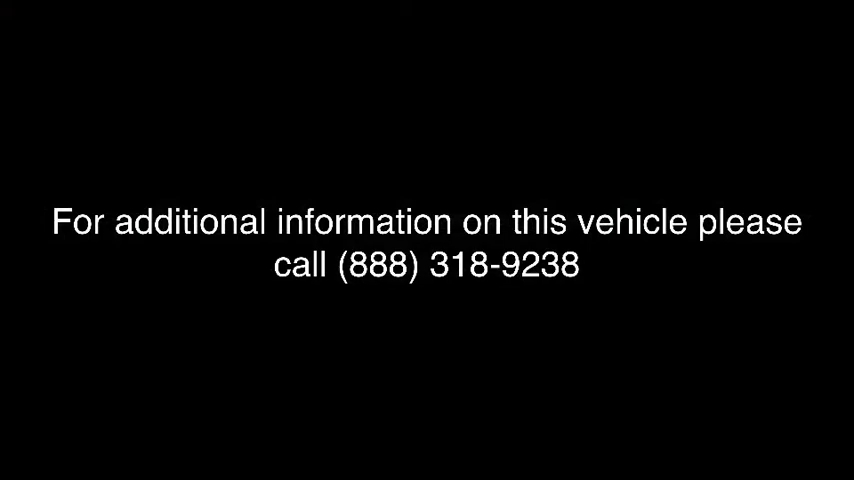 For additional information on this vehicle please
call (888) 318-9238